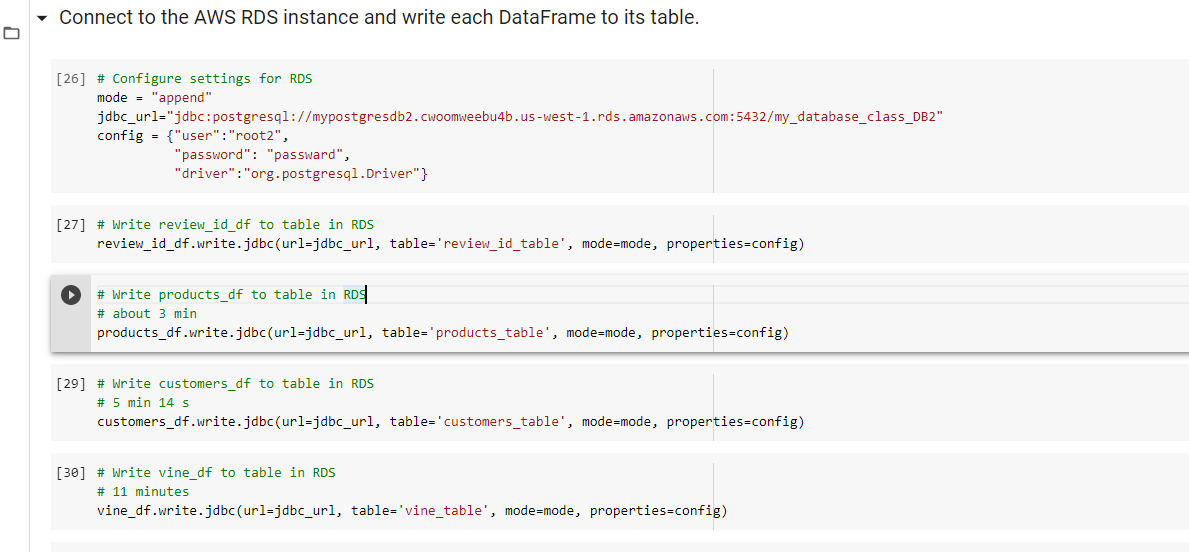 Connect to the AWS RDS instance and write each DataFrame to its table.
[26] # Configure settings for RDS
mode = "append"
jdbc_url="jdbc:postgresql://mypostgresdb2.cwoomweebu4b.us-west-1.rds.amazonaws.com:5432/my_database_class_DB2"
config = {"user":"root2",
"password": "passward",
"driver":"org.postgresql.Driver"}
[27] # Write review_id_df to table in RDS
review_id_df.write.jdbc(url=jdbc_url, table='review_id_table', mode=mode, properties=config)
# Write products_df to table in RDS
# about 3 min
products_df.write.jdbc(url=jdbc_url, table='products_table', mode=mode, properties=config)
[29] # Write customers_df to table in RDS
# 5 min 14 s
customers_df.write.jdbc(url=jdbc_url, table='customers_table', mode=mode, properties=config)
[30] # Write vine_df to table in RDS
# 11 minutes
vine_df.write.jdbc(url=jdbc_url, table='vine_table', mode=mode, properties=config)